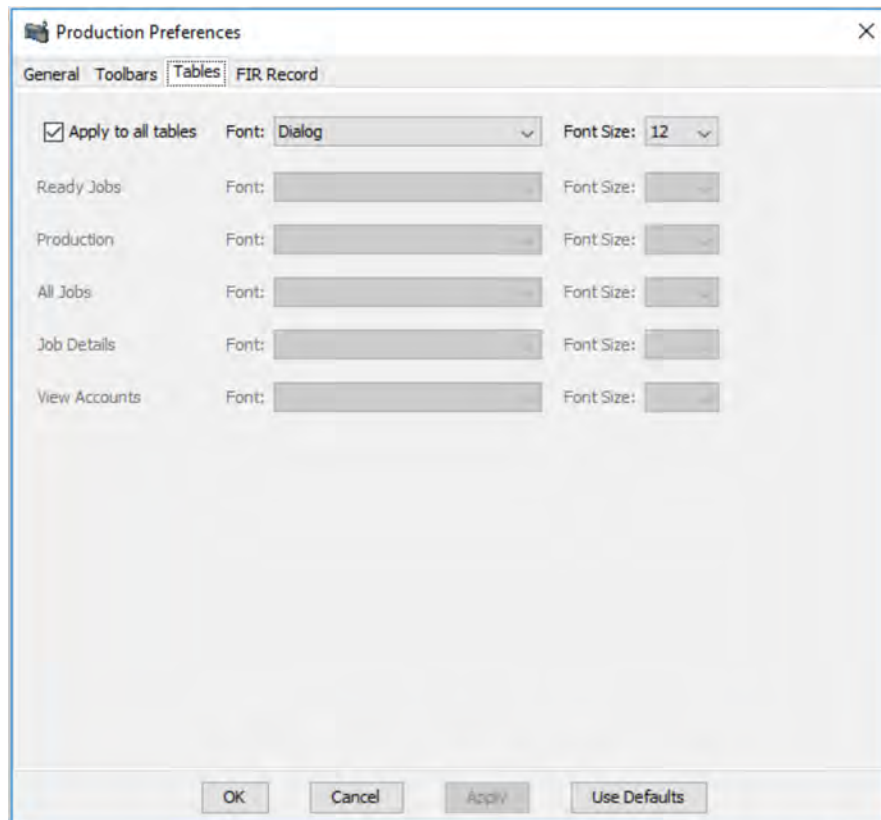 Production Preferences
General Toolbars Tables FIR Record
Apply to all tables Font: Dialog Font Size: 12
Ready Jobs Font: Font Size:
Production Font: Font Size:
All Jobs Font: Font Size:
Job Details Font: Font Size:
View Accounts Font: Font Size:
OK Cancel Apply Use Defaults